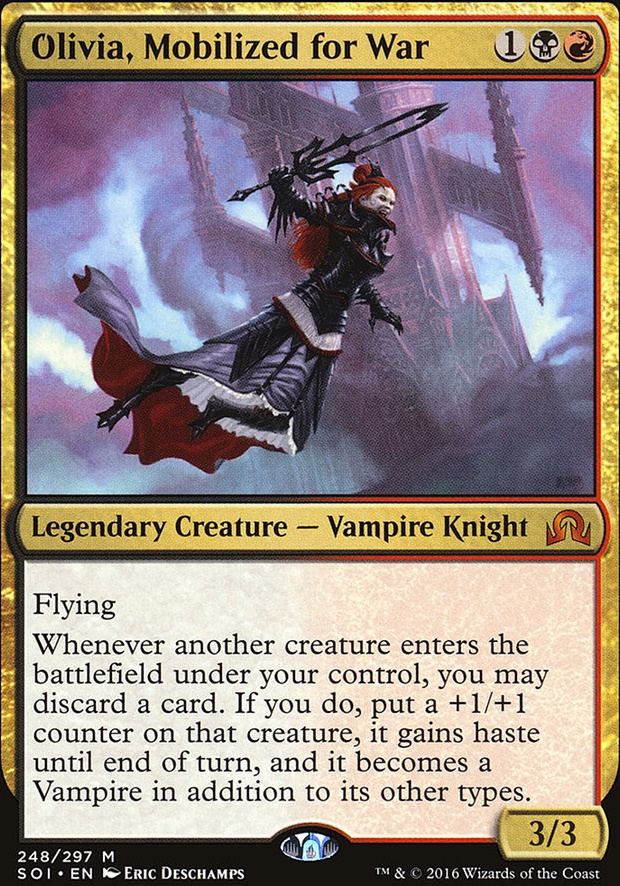 Olivia, Mobilized for War 1
Legendary Creature — Vampire Knight
Flying
Whenever another creature enters the
battlefield under your control, you may
discard a card. If you do, put a +1/+1
counter on that creature, it gains haste
until end of turn, and it becomes a
Vampire in addition to its other types.
3/3
248/297 M
SOI • EN Eric Deschamps
™ & © 2016 Wizards of the Coast